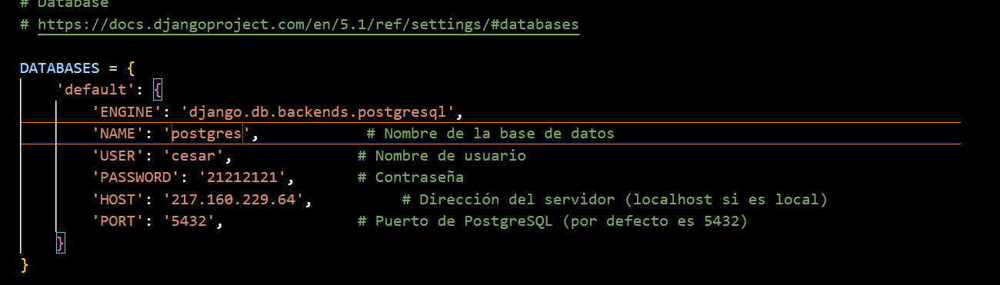 # Database
# https://docs.djangoproject.com/en/5.1/ref/settings/#databases
DATABASES = {
    'default': {
        'ENGINE': 'django.db.backends.postgresql',
        'NAME': 'postgres',            # Nombre de la base de datos
        'USER': 'cesar',              # Nombre de usuario
        'PASSWORD': '21212121',       # Contraseña
        'HOST': '217.160.229.64',          # Dirección del servidor (localhost si es local)
        'PORT': '5432',               # Puerto de PostgreSQL (por defecto es 5432)
    }
}